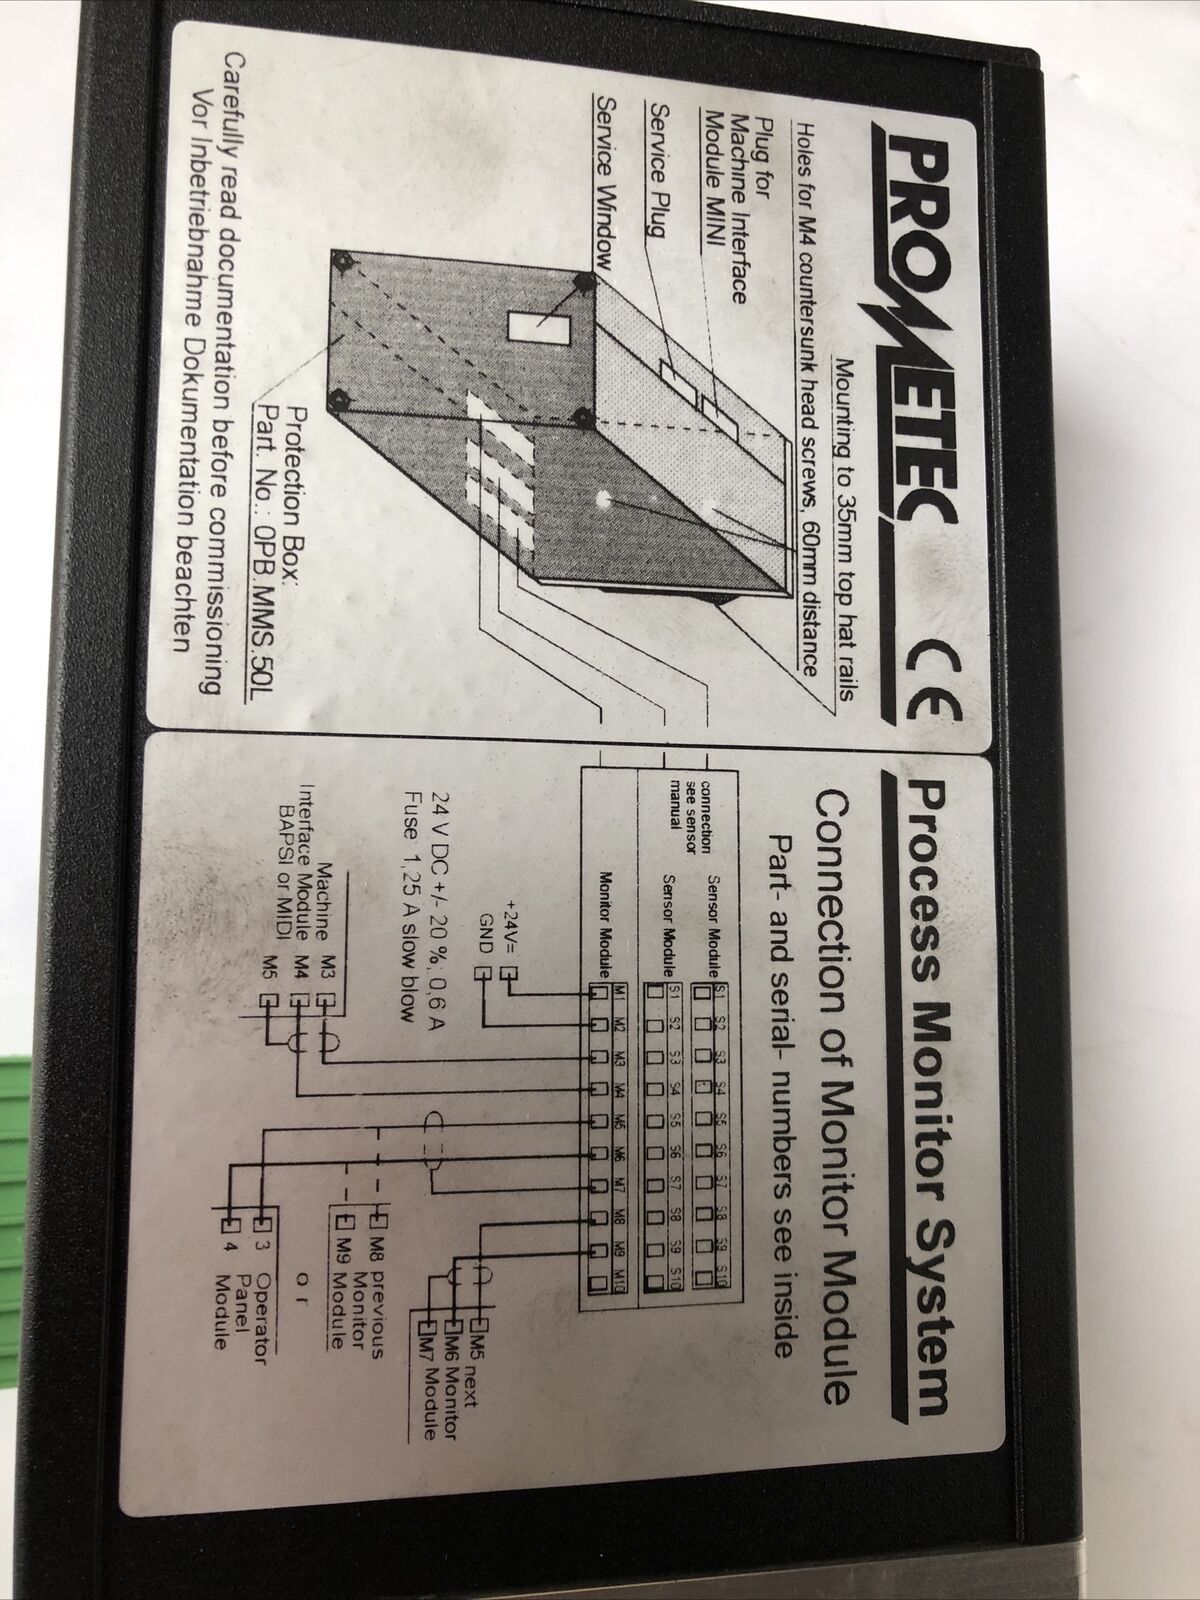 PROMETEC CE
Mounting to 35mm top hat rails
Holes for M4 countersunk head screws, 60mm distance
Plug for
Machine Interface
Module MINI
Service Plug
Service Window
Protection Box:
Part. No.: OPB.MMS.50L
Carefully read documentation before commissioning
Vor Inbetriebnahme Dokumentation beachten
Process Monitor System
Connection of Monitor Module
Part- and serial- numbers see inside
connection
see sensor
manual
Sensor Module S1 S2 S3 S4 S5 S6 S7 S8 S9 S10
Sensor Module S1 S2 S3 S4 S5 S6 S7 S8 S9 S10
Monitor Module M1 M2 M3 M4 M5 M6 M7 M8 M9 M10
+24V=
GND
24 V DC +/- 20 %; 0,6 A
Fuse: 1,25 A slow blow
Machine M3
Interface Module M4
BAPSI or MIDI M5
M5 next
M6 Monitor
M7 Module
M8 previous
Monitor
M9 Module
or
3 Operator
Panel
4 Module